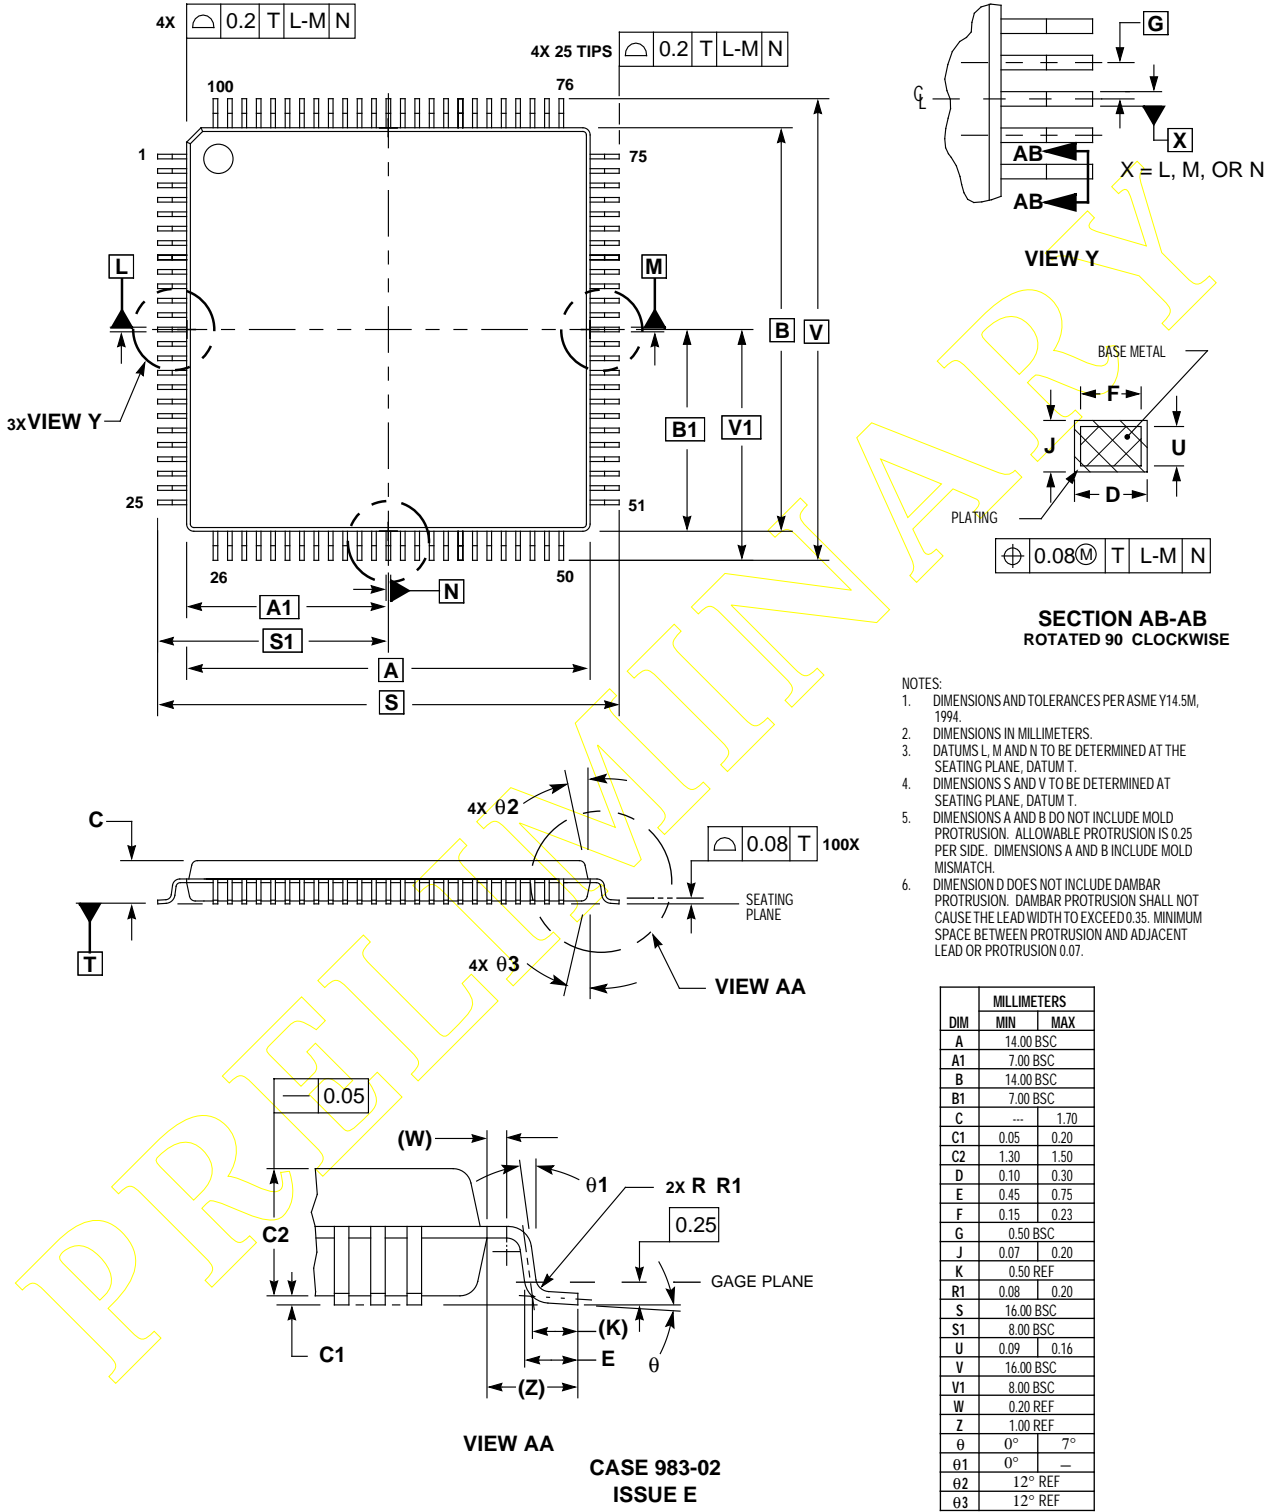 4X ⌓ 0.2 T L-M N
4X 25 TIPS ⌓ 0.2 T L-M N
100
76
1
75
L
M
B
V
3X VIEW Y
B1
V1
25
51
26
50
N
A1
S1
A
S
G
℄
X
AB
AB
X = L, M, OR N
VIEW Y
BASE METAL
F
J
U
D
PLATING
⌖ 0.08Ⓜ T L-M N
SECTION AB-AB
ROTATED 90 CLOCKWISE
NOTES:
1. DIMENSIONS AND TOLERANCES PER ASME Y14.5M,
1994.
2. DIMENSIONS IN MILLIMETERS.
3. DATUMS L, M AND N TO BE DETERMINED AT THE
SEATING PLANE, DATUM T.
4. DIMENSIONS S AND V TO BE DETERMINED AT
SEATING PLANE, DATUM T.
5. DIMENSIONS A AND B DO NOT INCLUDE MOLD
PROTRUSION. ALLOWABLE PROTRUSION IS 0.25
PER SIDE. DIMENSIONS A AND B INCLUDE MOLD
MISMATCH.
6. DIMENSION D DOES NOT INCLUDE DAMBAR
PROTRUSION. DAMBAR PROTRUSION SHALL NOT
CAUSE THE LEAD WIDTH TO EXCEED 0.35. MINIMUM
SPACE BETWEEN PROTRUSION AND ADJACENT
LEAD OR PROTRUSION 0.07.
4X θ2
C
⌓ 0.08 T 100X
SEATING
PLANE
T
4X θ3
VIEW AA
— 0.05
(W)
θ1
2X R R1
0.25
C2
GAGE PLANE
C1
(K)
E
θ
(Z)
VIEW AA
CASE 983-02
ISSUE E
MILLIMETERS
DIM MIN MAX
A 14.00 BSC
A1 7.00 BSC
B 14.00 BSC
B1 7.00 BSC
C --- 1.70
C1 0.05 0.20
C2 1.30 1.50
D 0.10 0.30
E 0.45 0.75
F 0.15 0.23
G 0.50 BSC
J 0.07 0.20
K 0.50 REF
R1 0.08 0.20
S 16.00 BSC
S1 8.00 BSC
U 0.09 0.16
V 16.00 BSC
V1 8.00 BSC
W 0.20 REF
Z 1.00 REF
θ 0° 7°
θ1 0° —
θ2 12° REF
θ3 12° REF
PRELIMINARY